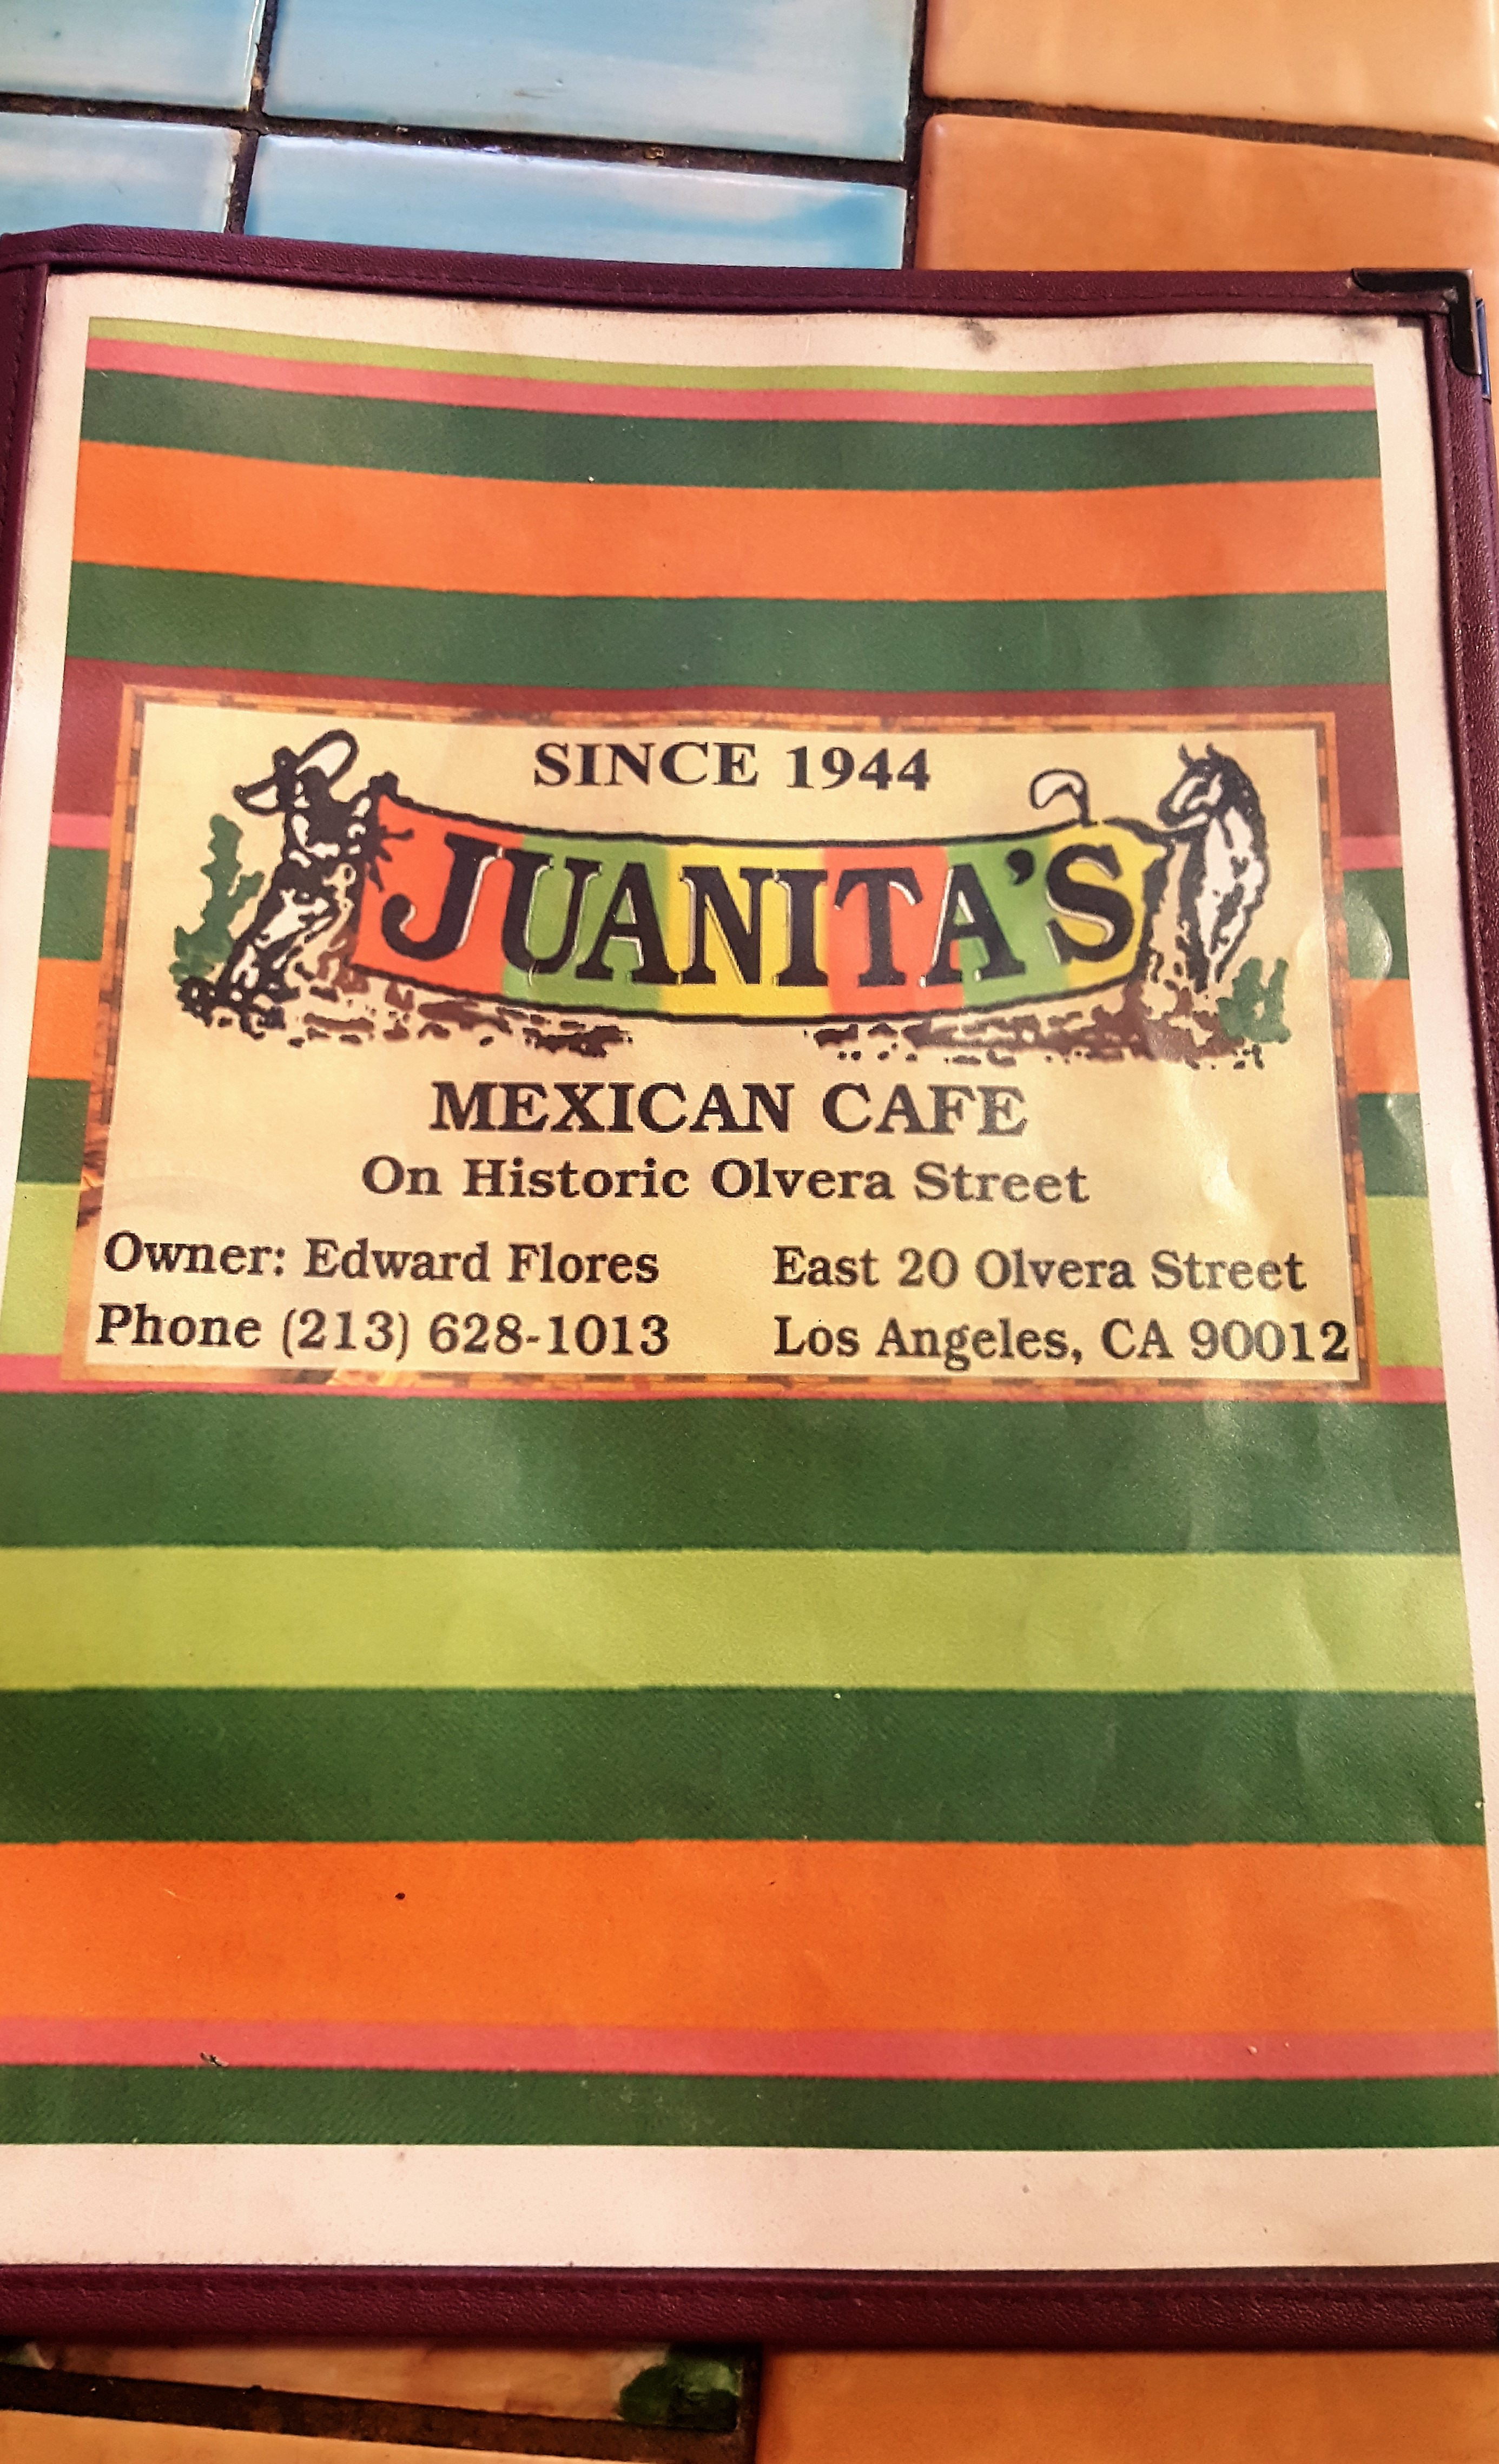 SINCE 1944
JUANITA'S
MEXICAN CAFE
On Historic Olvera Street
Owner: Edward Flores
Phone (213) 628-1013
East 20 Olvera Street
Los Angeles, CA 90012